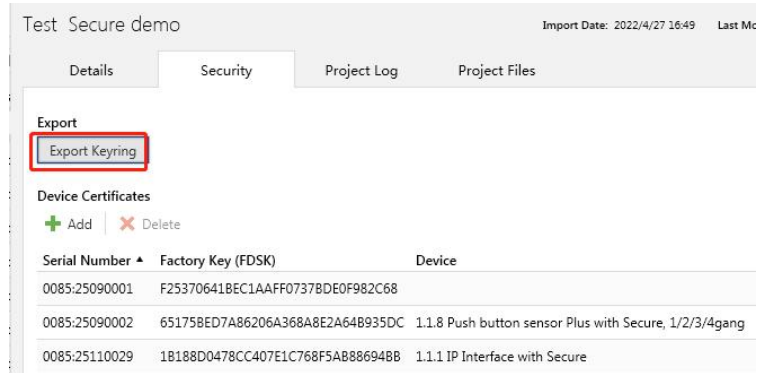 Test Secure demo Import Date: 2022/4/27 16:49 Last Mo
Details Security Project Log Project Files
Export
Export Keyring
Device Certificates
Add Delete
Serial Number Factory Key (FDSK) Device
0085:25090001 F25370641BEC1AAFF0737BDE0F982C68
0085:25090002 65175BED7A86206A368A8E2A64B935DC 1.1.8 Push button sensor Plus with Secure, 1/2/3/4gang
0085:25110029 1B188D0478CC407E1C768F5AB88694BB 1.1.1 IP Interface with Secure